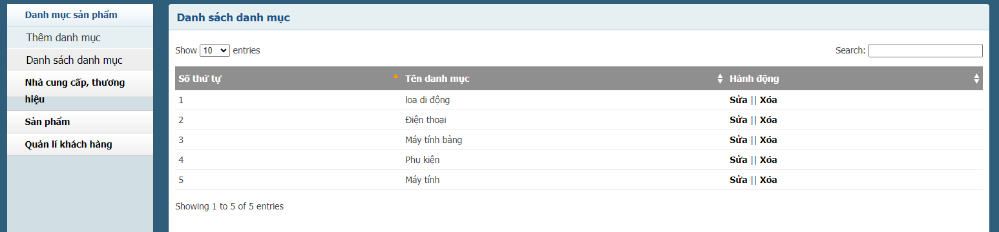 Danh mục sản phẩm
Thêm danh mục
Danh sách danh mục
Nhà cung cấp, thương
hiệu
Sản phẩm
Quản lí khách hàng
Danh sách danh mục
Show 10 entries Search:
Số thứ tự Tên danh mục Hành động
1 loa di động Sửa || Xóa
2 Điện thoại Sửa || Xóa
3 Máy tính bảng Sửa || Xóa
4 Phụ kiện Sửa || Xóa
5 Máy tính Sửa || Xóa
Showing 1 to 5 of 5 entries